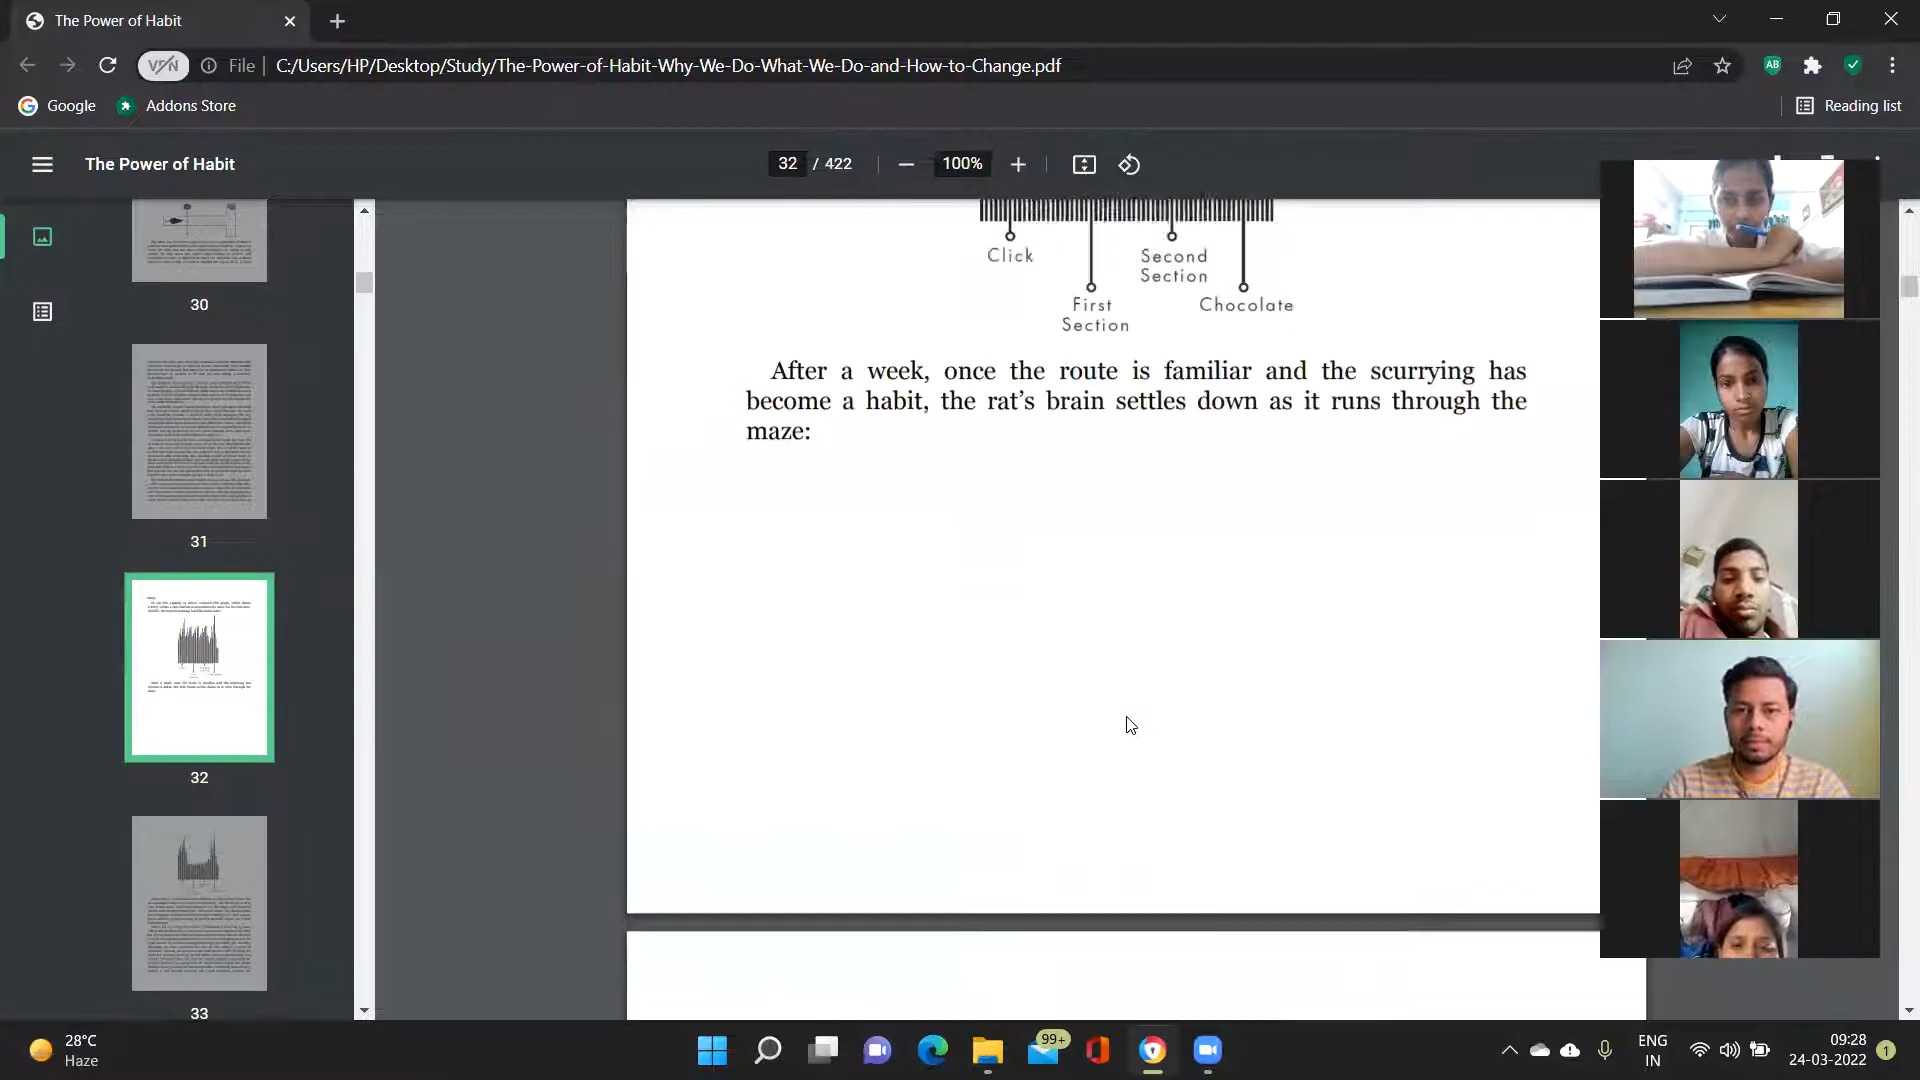 The Power of Habit
VPN
File
C:/Users/HP/Desktop/Study/The-Power-of-Habit-Why-We-Do-What-We-Do-and-How-to-Change.pdf
AB
Google
Addons Store
Reading list
The Power of Habit
32 / 422
100%
30
31
32
33
Click
Second
Section
First
Section
Chocolate
After a week, once the route is familiar and the scurrying has
become a habit, the rat's brain settles down as it runs through the
maze:
28°C
Haze
99+
ENG
IN
09:28
24-03-2022
1